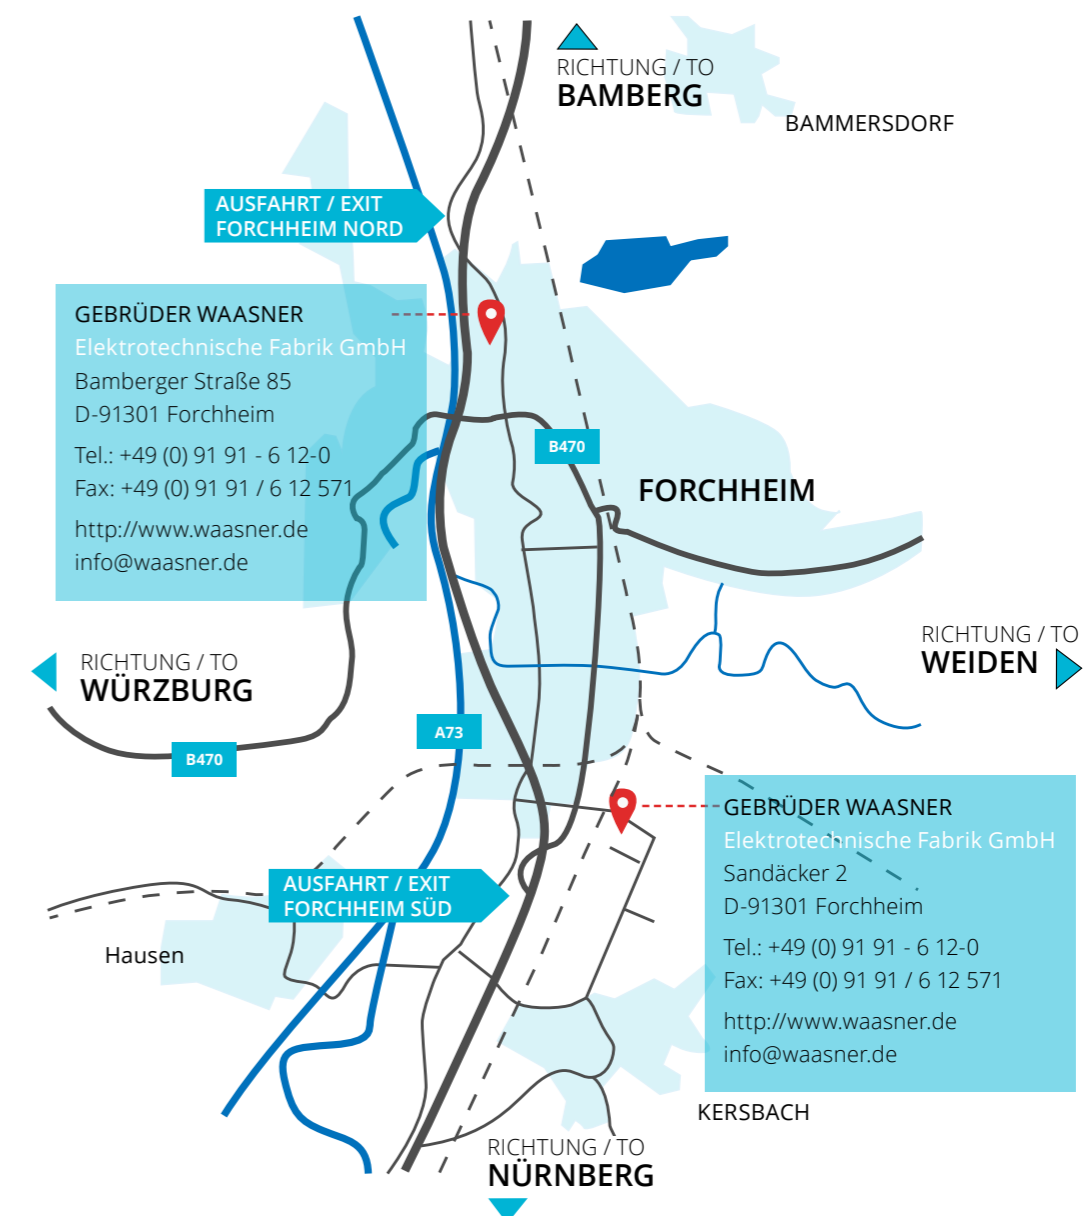 RICHTUNG / TO
BAMBERG
BAMMERSDORF
AUSFAHRT / EXIT
FORCHHEIM NORD
GEBRÜDER WAASNER
Elektrotechnische Fabrik GmbH
Bamberger Straße 85
D-91301 Forchheim
Tel.: +49 (0) 91 91 - 6 12-0
Fax: +49 (0) 91 91 / 6 12 571
http://www.waasner.de
info@waasner.de
B470
FORCHHEIM
RICHTUNG / TO
WEIDEN
RICHTUNG / TO
WÜRZBURG
B470
A73
GEBRÜDER WAASNER
Elektrotechnische Fabrik GmbH
Sandäcker 2
D-91301 Forchheim
Tel.: +49 (0) 91 91 - 6 12-0
Fax: +49 (0) 91 91 / 6 12 571
http://www.waasner.de
info@waasner.de
AUSFAHRT / EXIT
FORCHHEIM SÜD
Hausen
KERSBACH
RICHTUNG / TO
NÜRNBERG